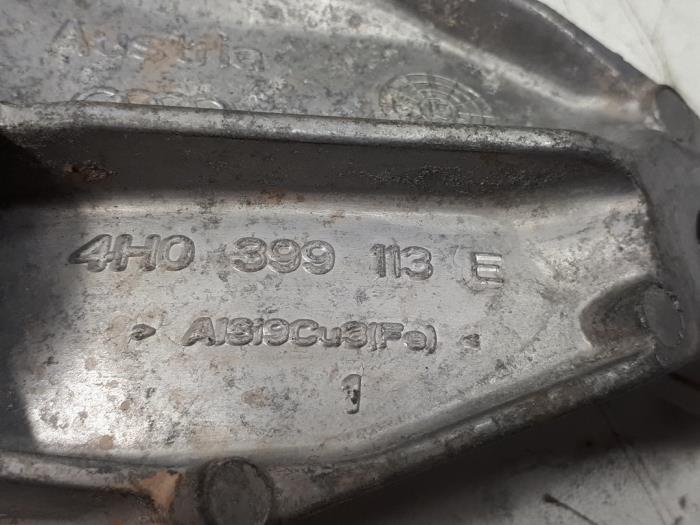 Austria
4H0 399 113 E
> AlSi9Cu3(Fe) <
1